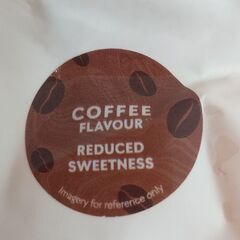 COFFEE
FLAVOUR
REDUCED
SWEETNESS
Imagery for reference only